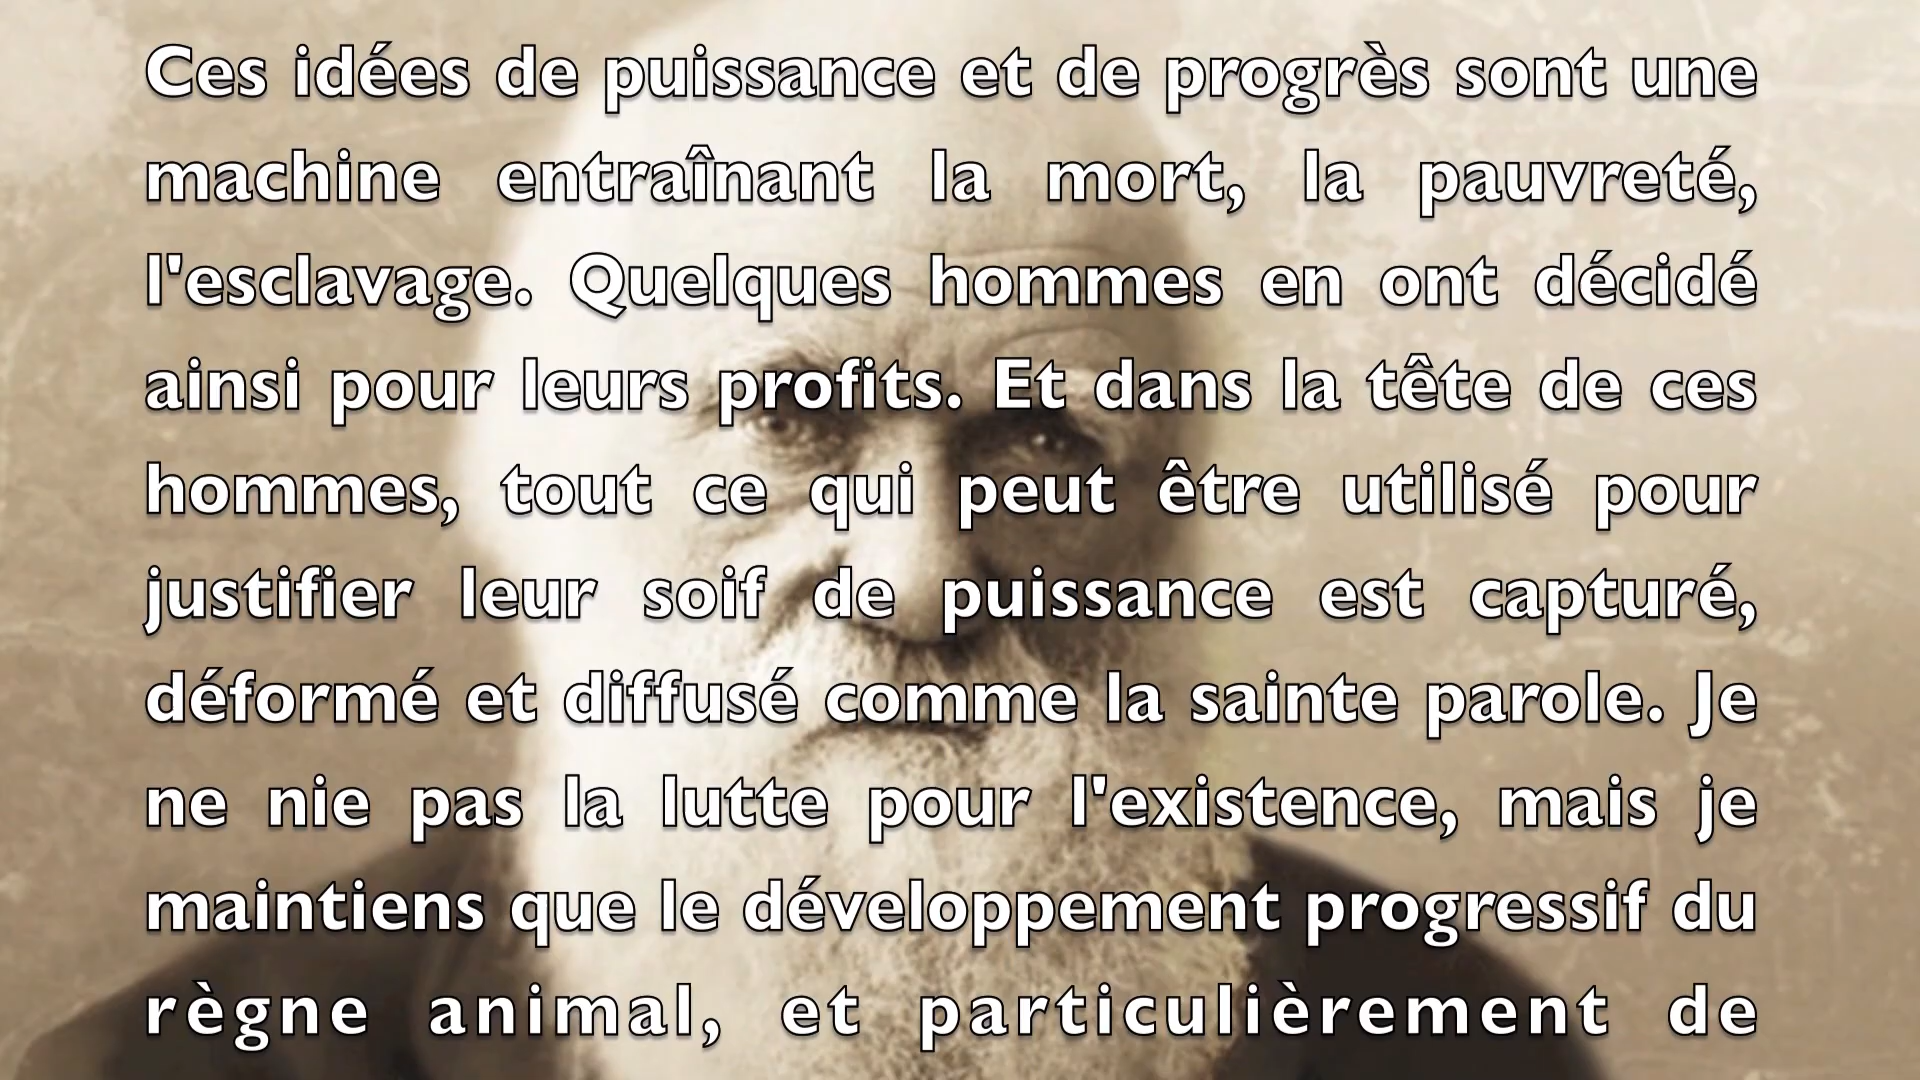 Ces idées de puissance et de progrès sont une
machine entraînant la mort, la pauvreté,
l'esclavage. Quelques hommes en ont décidé
ainsi pour leurs profits. Et dans la tête de ces
hommes, tout ce qui peut être utilisé pour
justifier leur soif de puissance est capturé,
déformé et diffusé comme la sainte parole. Je
ne nie pas la lutte pour l'existence, mais je
maintiens que le développement progressif du
règne animal, et particulièrement de